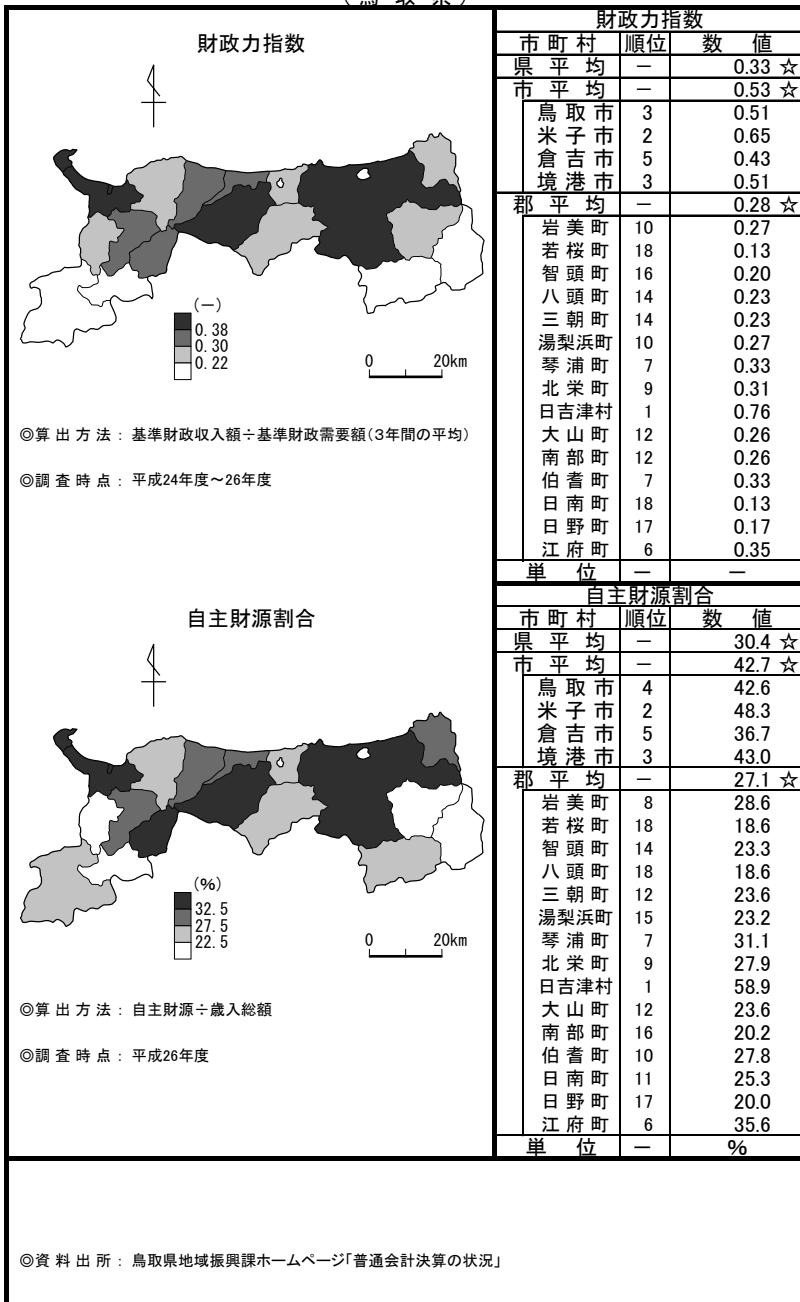 (鳥 取 県)
財政力指数
(-)
0.38
0.30
0.22
0 20km
◎算 出 方 法 : 基準財政収入額÷基準財政需要額(3年間の平均)
◎調 査 時 点 : 平成24年度~26年度
財政力指数
市 町 村 順位 数 値
県 平 均 - 0.33 ☆
市 平 均 - 0.53 ☆
鳥 取 市 3 0.51
米 子 市 2 0.65
倉 吉 市 5 0.43
境 港 市 3 0.51
郡 平 均 - 0.28 ☆
岩 美 町 10 0.27
若 桜 町 18 0.13
智 頭 町 16 0.20
八 頭 町 14 0.23
三 朝 町 14 0.23
湯梨浜町 10 0.27
琴 浦 町 7 0.33
北 栄 町 9 0.31
日吉津村 1 0.76
大 山 町 12 0.26
南 部 町 12 0.26
伯 耆 町 7 0.33
日 南 町 18 0.13
日 野 町 17 0.17
江 府 町 6 0.35
単 位 - -
自主財源割合
(%)
32.5
27.5
22.5
0 20km
◎算 出 方 法 : 自主財源÷歳入総額
◎調 査 時 点 : 平成26年度
自主財源割合
市 町 村 順位 数 値
県 平 均 - 30.4 ☆
市 平 均 - 42.7 ☆
鳥 取 市 4 42.6
米 子 市 2 48.3
倉 吉 市 5 36.7
境 港 市 3 43.0
郡 平 均 - 27.1 ☆
岩 美 町 8 28.6
若 桜 町 18 18.6
智 頭 町 14 23.3
八 頭 町 18 18.6
三 朝 町 12 23.6
湯梨浜町 15 23.2
琴 浦 町 7 31.1
北 栄 町 9 27.9
日吉津村 1 58.9
大 山 町 12 23.6
南 部 町 16 20.2
伯 耆 町 10 27.8
日 南 町 11 25.3
日 野 町 17 20.0
江 府 町 6 35.6
単 位 - %
◎資 料 出 所 : 鳥取県地域振興課ホームページ「普通会計決算の状況」